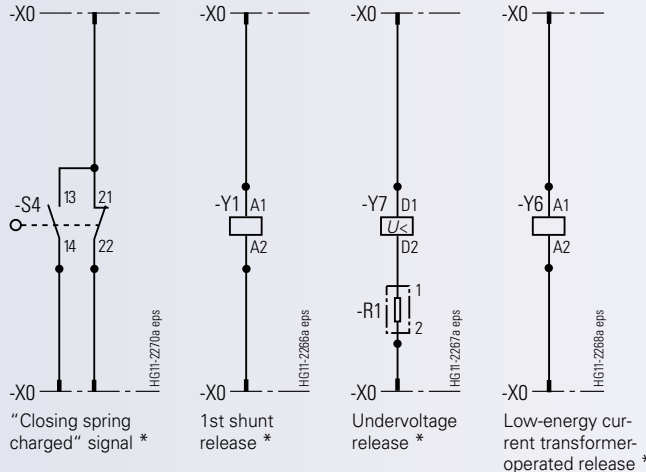 -X0
-X0
-X0
-X0
-S4
13
21
14
22
-Y1
A1
A2
-Y7
D1
U<
D2
-R1
1
2
-Y6
A1
A2
HG11-2270a eps
HG11-2266a eps
HG11-2267a eps
HG11-2268a eps
-X0
-X0
-X0
-X0
"Closing spring
charged" signal *
1st shunt
release *
Undervoltage
release *
Low-energy cur-
rent transformer-
operated release *